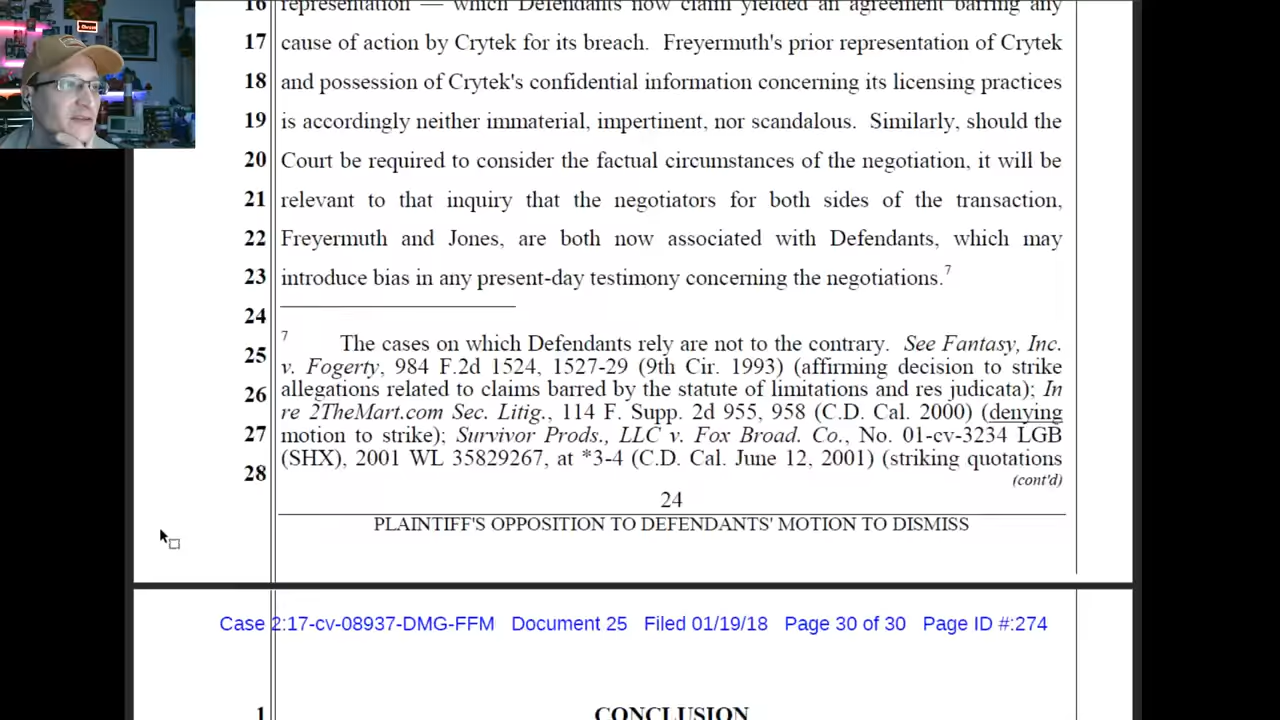 16 representation — which Defendants now claim yielded an agreement barring any
17 cause of action by Crytek for its breach. Freyermuth's prior representation of Crytek
18 and possession of Crytek's confidential information concerning its licensing practices
19 is accordingly neither immaterial, impertinent, nor scandalous. Similarly, should the
20 Court be required to consider the factual circumstances of the negotiation, it will be
21 relevant to that inquiry that the negotiators for both sides of the transaction,
22 Freyermuth and Jones, are both now associated with Defendants, which may
23 introduce bias in any present-day testimony concerning the negotiations.7
24
7 The cases on which Defendants rely are not to the contrary. See Fantasy, Inc.
25 v. Fogerty, 984 F.2d 1524, 1527-29 (9th Cir. 1993) (affirming decision to strike
26 allegations related to claims barred by the statute of limitations and res judicata); In
re 2TheMart.com Sec. Litig., 114 F. Supp. 2d 955, 958 (C.D. Cal. 2000) (denying
27 motion to strike); Survivor Prods., LLC v. Fox Broad. Co., No. 01-cv-3234 LGB
28 (SHX), 2001 WL 35829267, at *3-4 (C.D. Cal. June 12, 2001) (striking quotations
(cont'd)
24
PLAINTIFF'S OPPOSITION TO DEFENDANTS' MOTION TO DISMISS
Case 2:17-cv-08937-DMG-FFM Document 25 Filed 01/19/18 Page 30 of 30 Page ID #:274
1 CONCLUSION